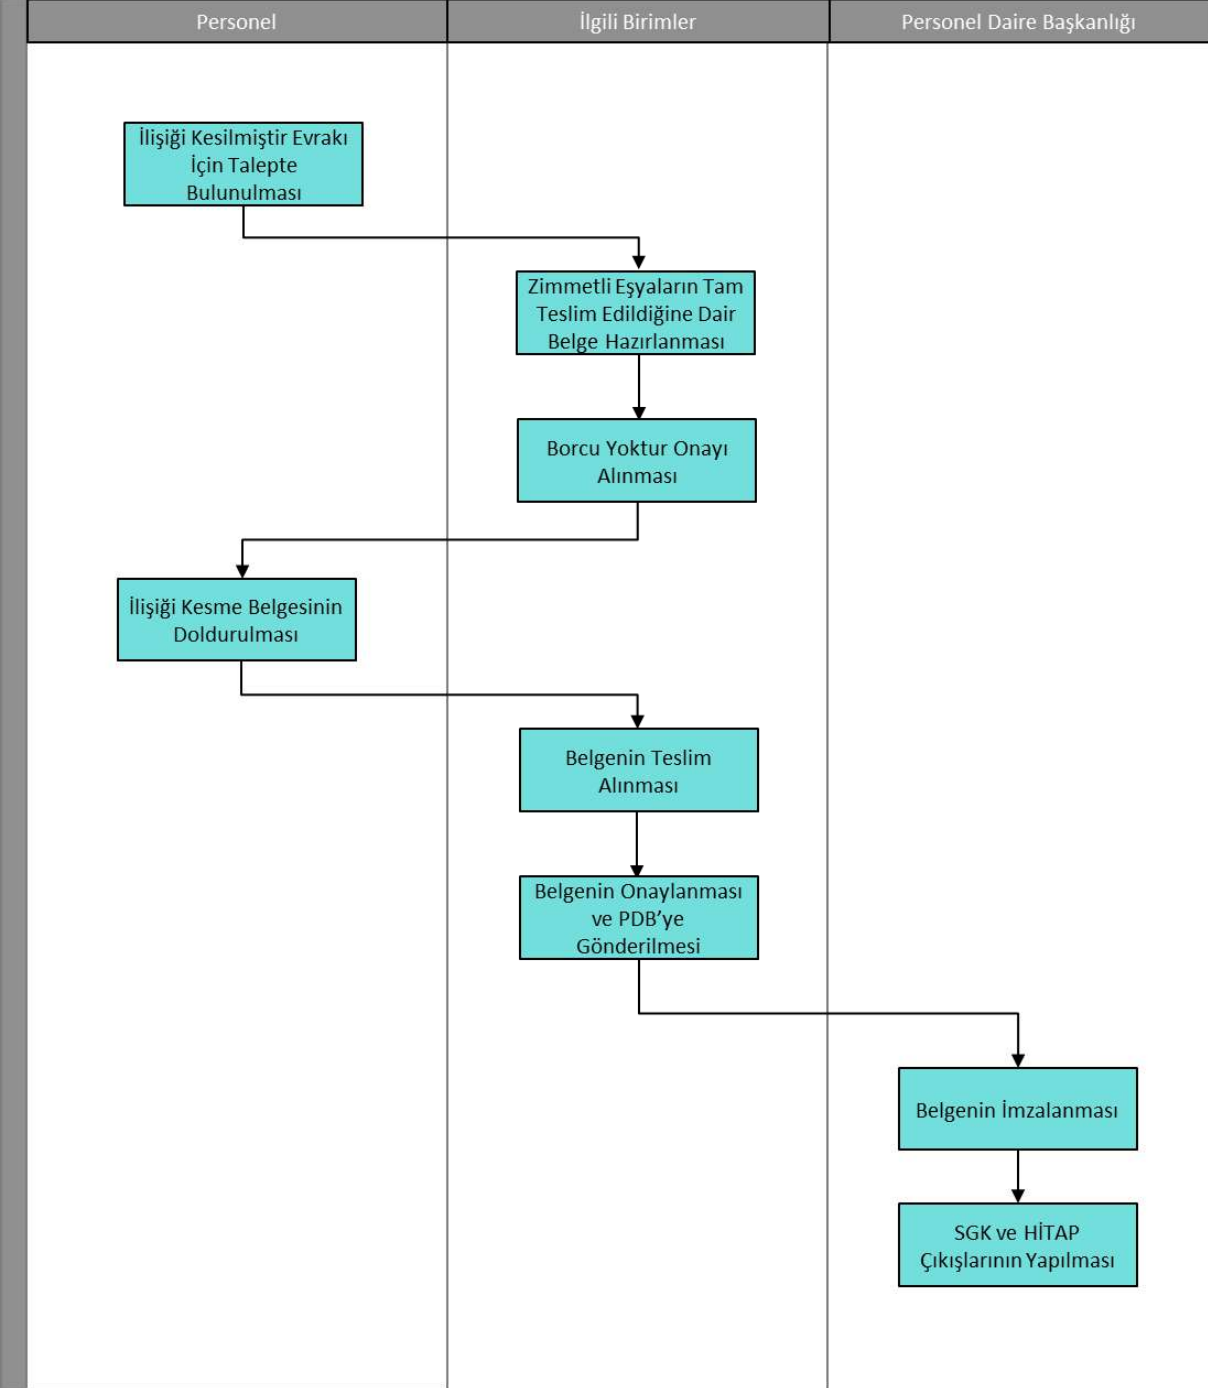 Personel
İlgili Birimler
Personel Daire Başkanlığı
İlişiği Kesilmiştir Evrakı
İçin Talepte
Bulunulması
Zimmetli Eşyaların Tam
Teslim Edildiğine Dair
Belge Hazırlanması
Borcu Yoktur Onayı
Alınması
İlişiği Kesme Belgesinin
Doldurulması
Belgenin Teslim
Alınması
Belgenin Onaylanması
ve PDB’ye
Gönderilmesi
Belgenin İmzalanması
SGK ve HİTAP
Çıkışlarının Yapılması